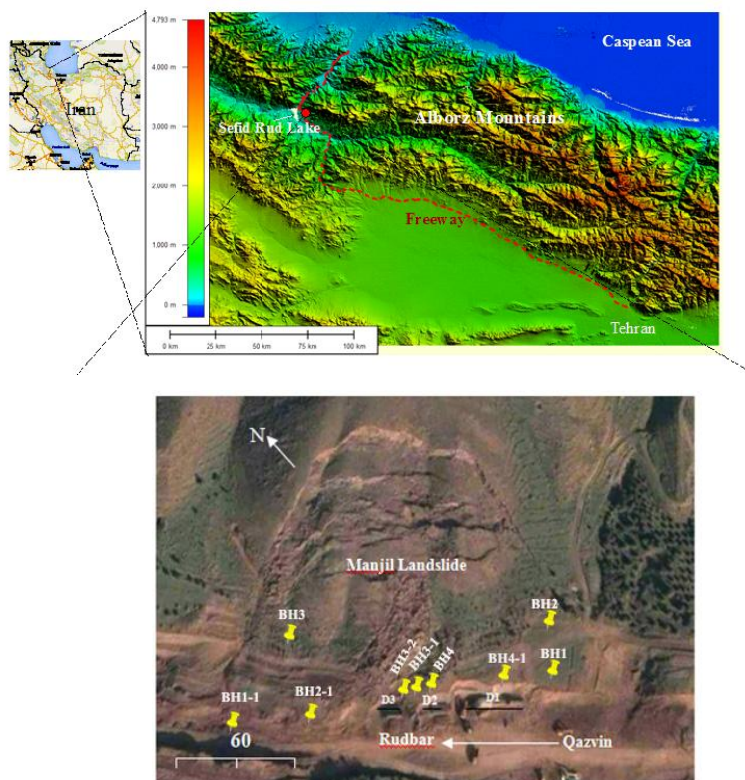 Iran
4,793 m
4,000 m
3,000 m
2,000 m
1,000 m
0 m
Caspean Sea
Sefid Rud Lake
Alborz Mountains
Freeway
Tehran
0 km
25 km
50 km
75 km
100 km
N
Manjil Landslide
BH3
BH2
BH3-2
BH3-1
BH4
BH4-1
BH1
BH1-1
BH2-1
D3
D2
D1
60
Rudbar
Qazvin